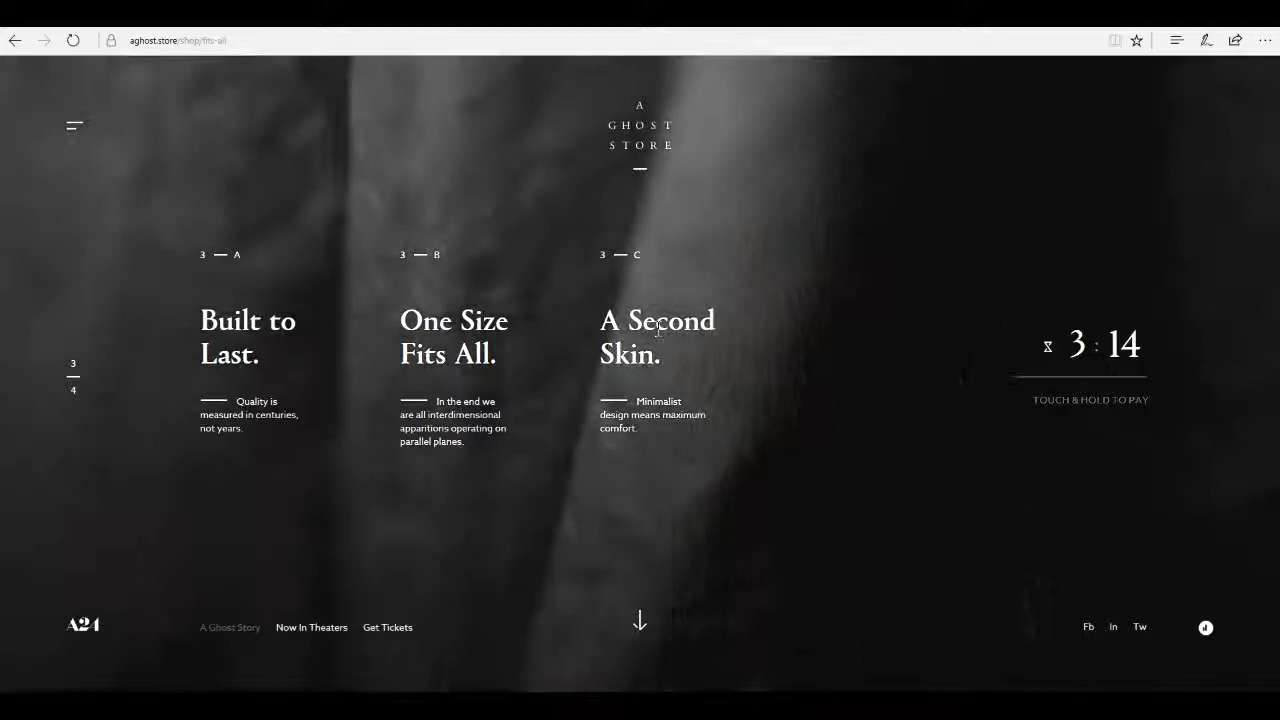 aghost.store/shop/fits-all
A
GHOST
STORE
3 — A
Built to
Last.
— Quality is
measured in centuries,
not years.
3 — B
One Size
Fits All.
— In the end we
are all interdimensional
apparitions operating on
parallel planes.
3 — C
A Second
Skin.
— Minimalist
design means maximum
comfort.
3
4
3 : 14
TOUCH & HOLD TO PAY
A24
A Ghost Story Now In Theaters Get Tickets
Fb In Tw